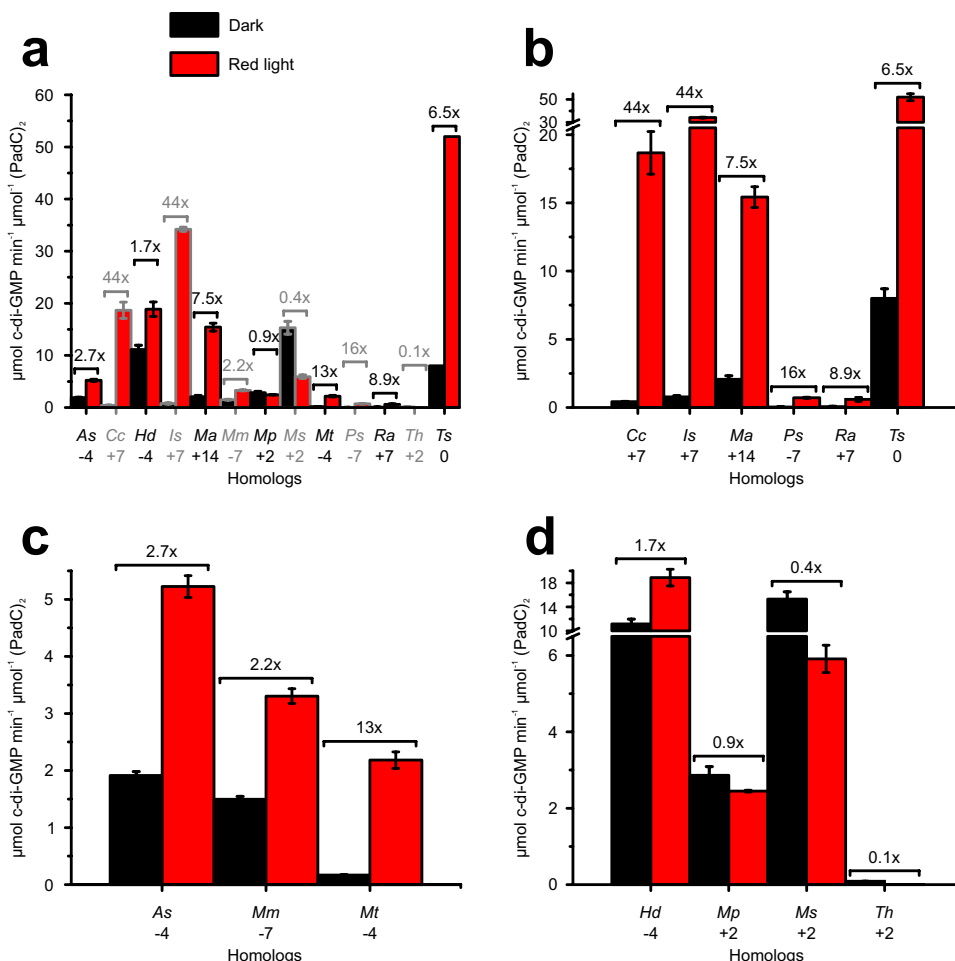 a
Dark
Red light
µmol c-di-GMP min⁻¹ µmol⁻¹ (PadC)₂
60
50
40
30
20
10
0
2.7x
44x
1.7x
44x
7.5x
2.2x
0.9x
0.4x
13x
16x
8.9x
0.1x
6.5x
As Cc Hd Is Ma Mm Mp Ms Mt Ps Ra Th Ts
-4 +7 -4 +7 +14 -7 +2 +2 -4 -7 +7 +2 0
Homologs
b
µmol c-di-GMP min⁻¹ µmol⁻¹ (PadC)₂
50
30
20
15
10
5
0
44x
44x
7.5x
16x
8.9x
6.5x
Cc Is Ma Ps Ra Ts
+7 +7 +14 -7 +7 0
Homologs
c
µmol c-di-GMP min⁻¹ µmol⁻¹ (PadC)₂
5
4
3
2
1
0
2.7x
2.2x
13x
As Mm Mt
-4 -7 -4
Homologs
d
µmol c-di-GMP min⁻¹ µmol⁻¹ (PadC)₂
18
14
10
6
4
2
0
1.7x
0.9x
0.4x
0.1x
Hd Mp Ms Th
-4 +2 +2 +2
Homologs